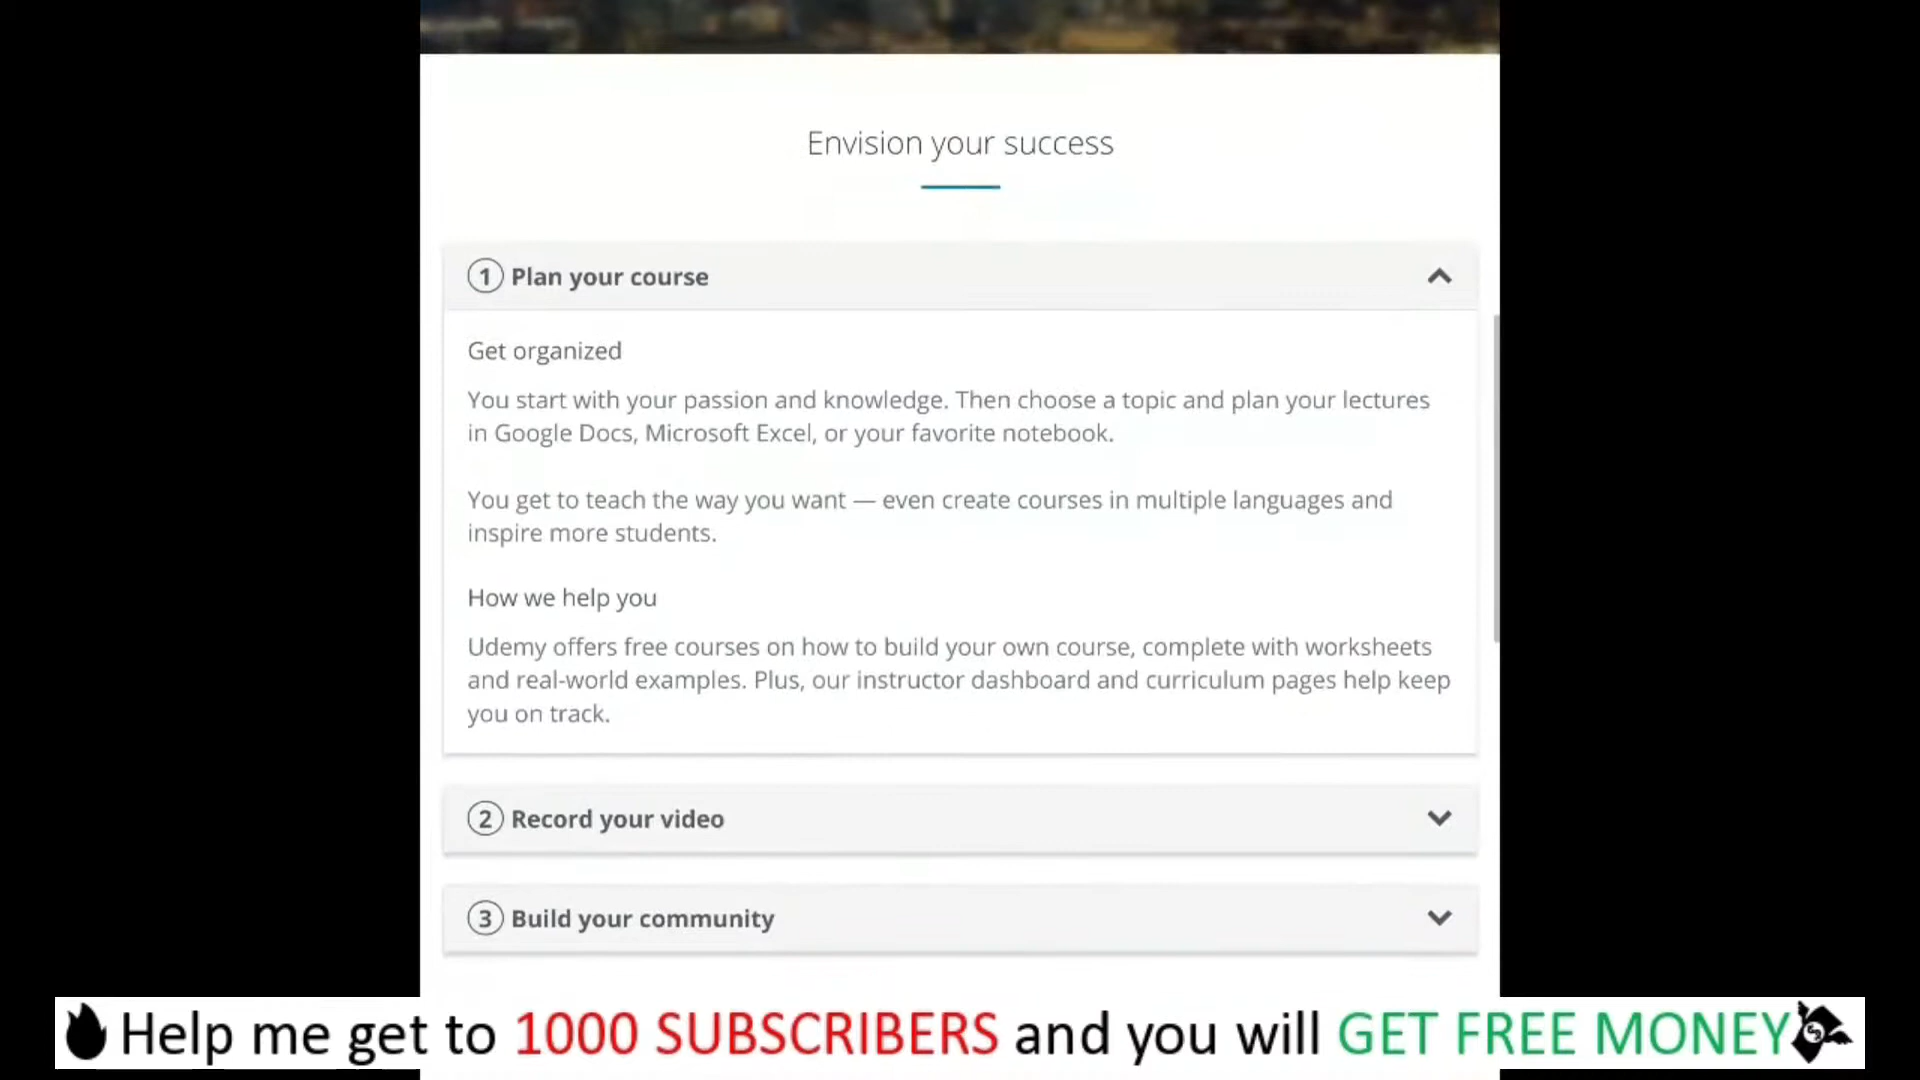 Envision your success
1 Plan your course
Get organized
You start with your passion and knowledge. Then choose a topic and plan your lectures
in Google Docs, Microsoft Excel, or your favorite notebook.
You get to teach the way you want — even create courses in multiple languages and
inspire more students.
How we help you
Udemy offers free courses on how to build your own course, complete with worksheets
and real-world examples. Plus, our instructor dashboard and curriculum pages help keep
you on track.
2 Record your video
3 Build your community
Help me get to 1000 SUBSCRIBERS and you will GET FREE MONEY